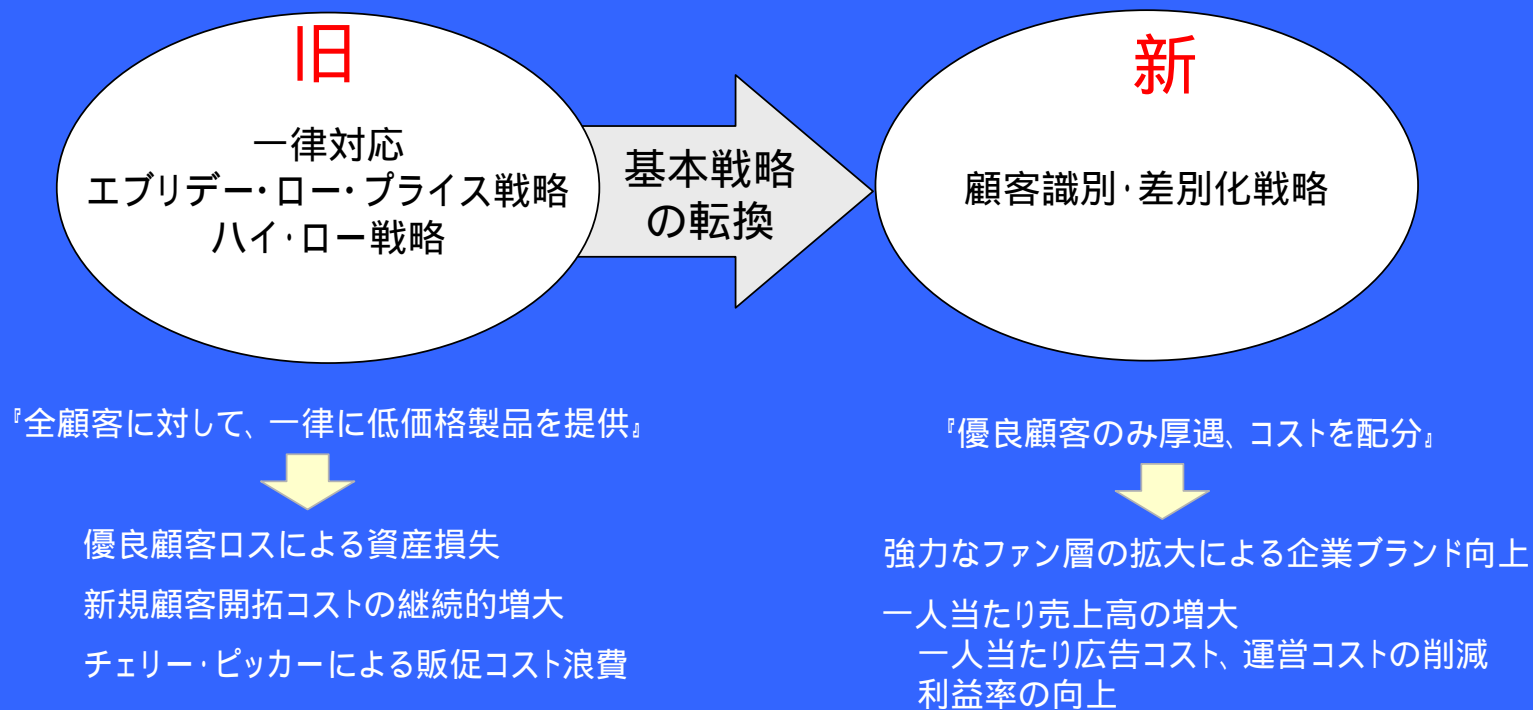 旧
一律対応
エブリデー・ロー・プライス戦略
ハイ・ロー戦略
基本戦略
の転換
新
顧客識別・差別化戦略
『全顧客に対して、一律に低価格製品を提供』
優良顧客ロスによる資産損失
新規顧客開拓コストの継続的増大
チェリー・ピッカーによる販促コスト浪費
『優良顧客のみ厚遇、コストを配分』
強力なファン層の拡大による企業ブランド向上
一人当たり売上高の増大
一人当たり広告コスト、運営コストの削減
利益率の向上